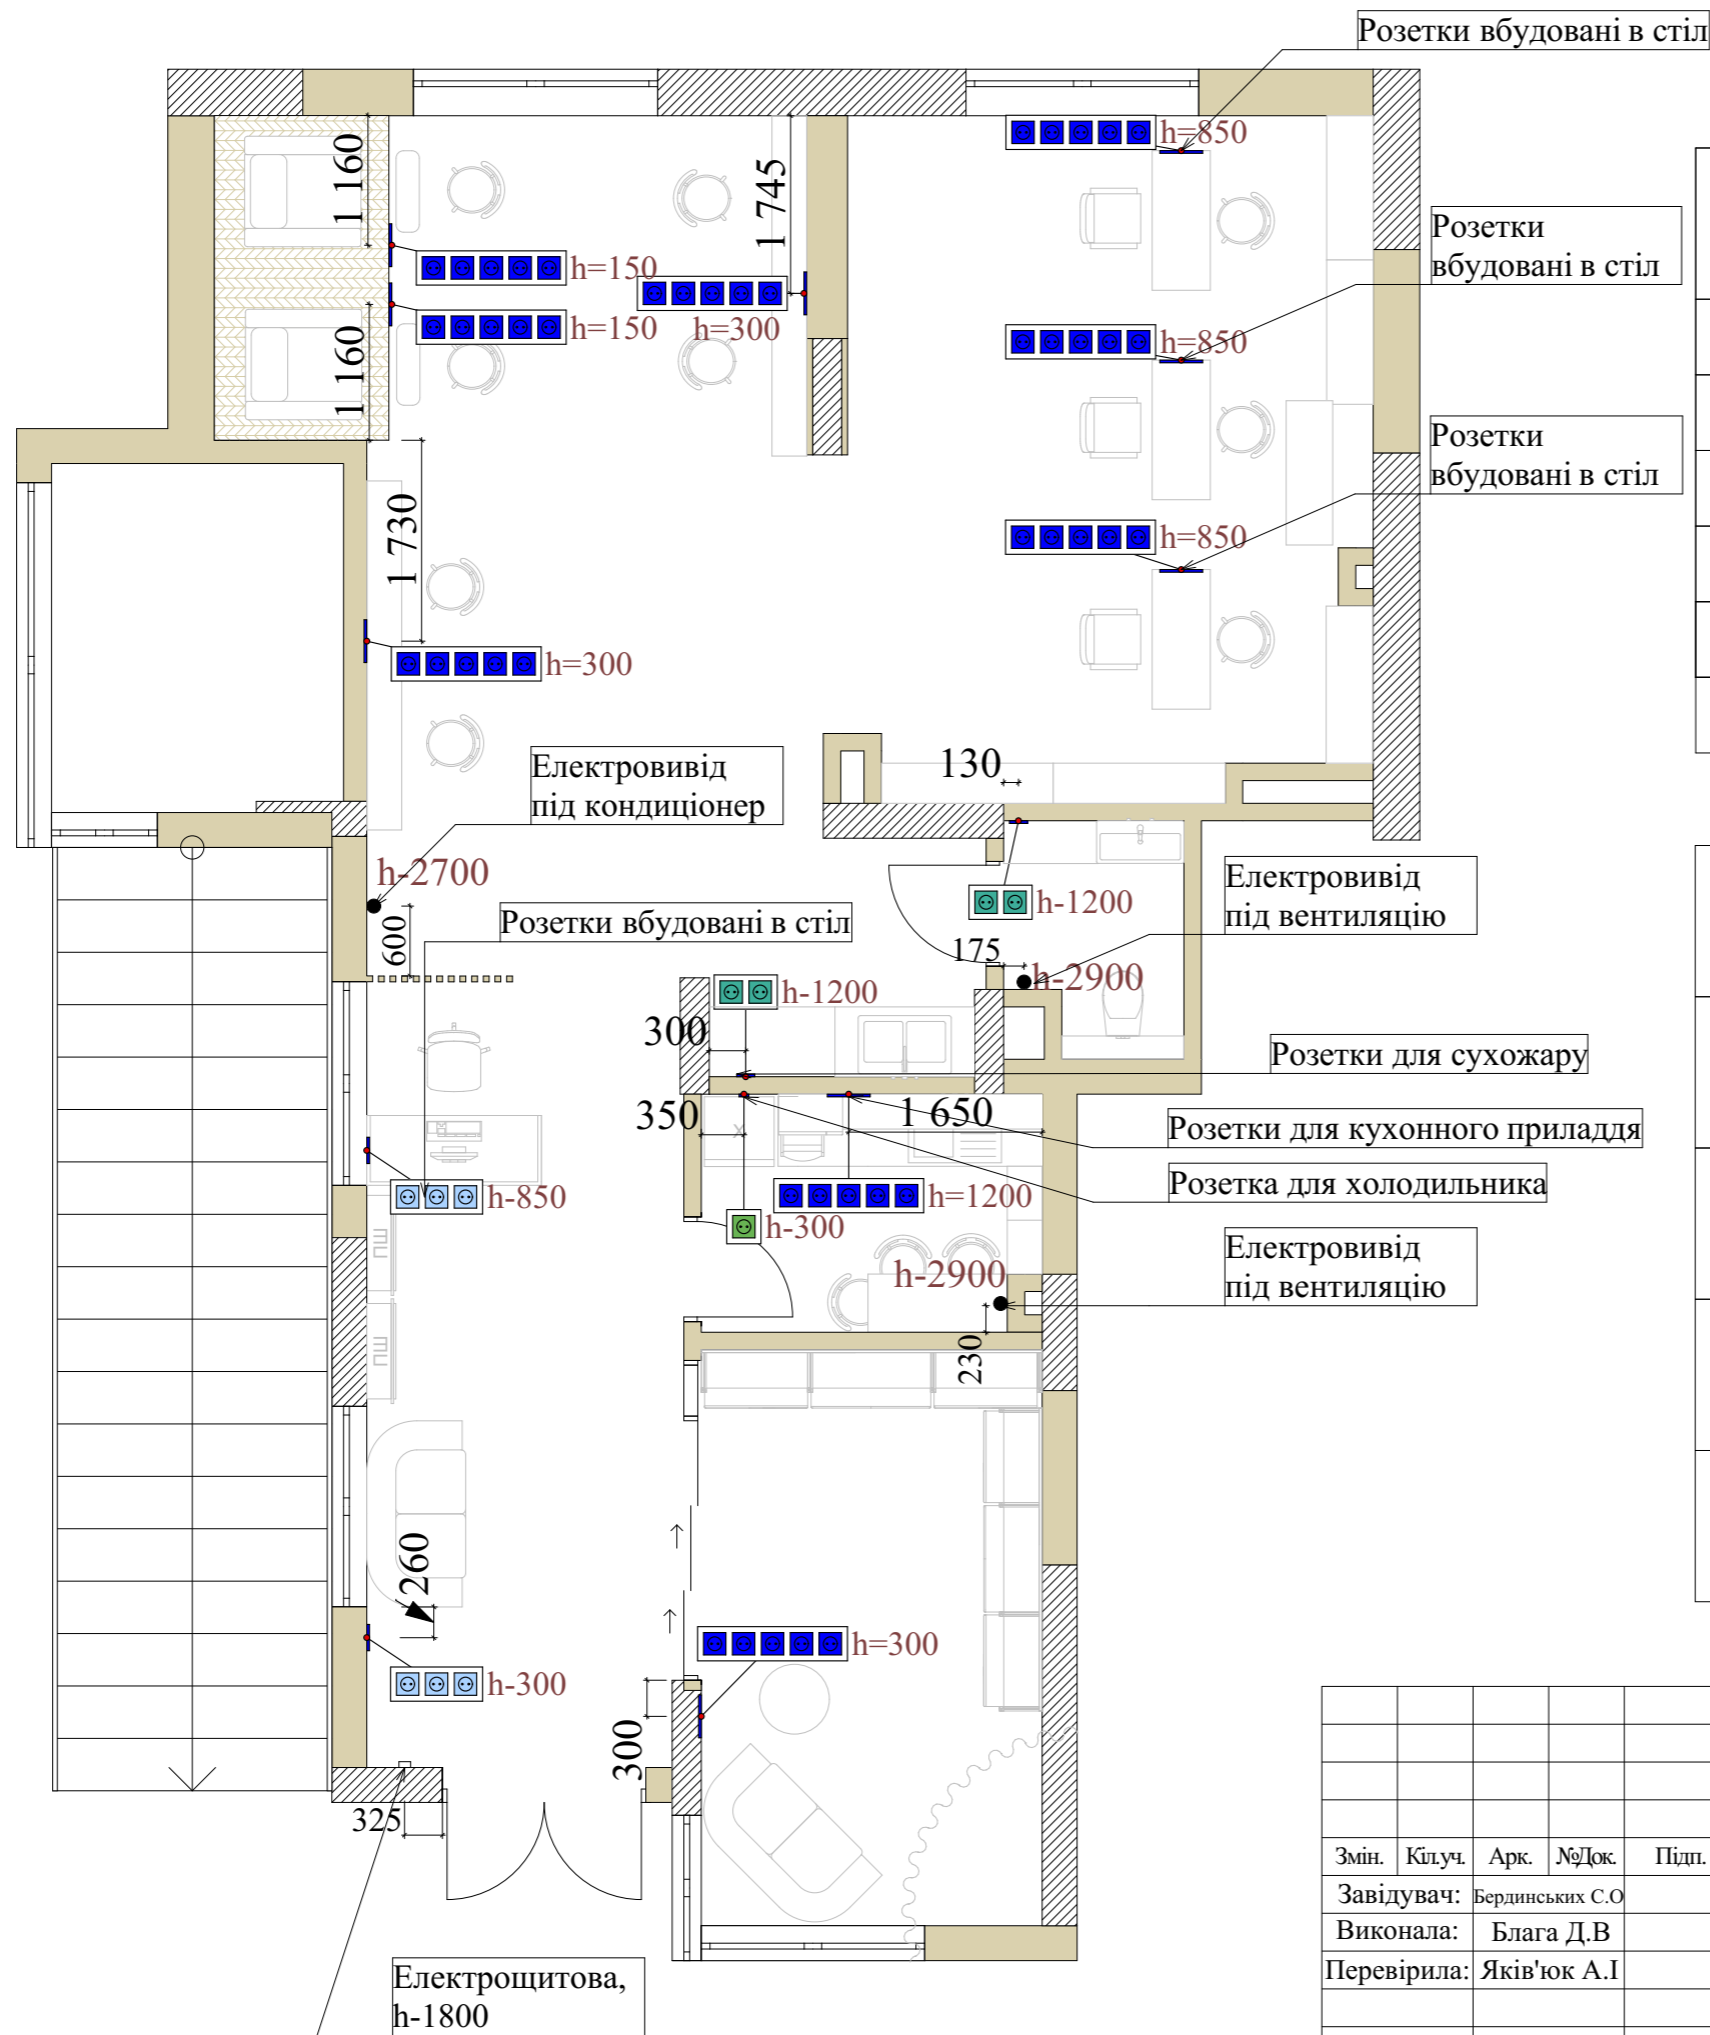 Розетки вбудовані в стіл
h=850
1 160
1 745
Розетки
вбудовані в стіл
h=150
h=300
h=150
h=850
1 160
Розетки
вбудовані в стіл
1 730
h=850
h=300
Електровивід
під кондиціонер
130
h-2700
Електровивід
під вентиляцію
h-1200
Розетки вбудовані в стіл
600
175
h-2900
h-1200
300
Розетки для сухожару
350
1 650
Розетки для кухонного приладдя
Розетка для холодильника
h-850
h=1200
h-300
Електровивід
під вентиляцію
h-2900
230
260
h=300
h-300
300
325
Електрощитова,
h-1800
Змін. Кіл.уч. Арк. №Док. Підп.
Завідувач: Бердинських С.О
Виконала: Блага Д.В
Перевірила: Яків'юк А.І